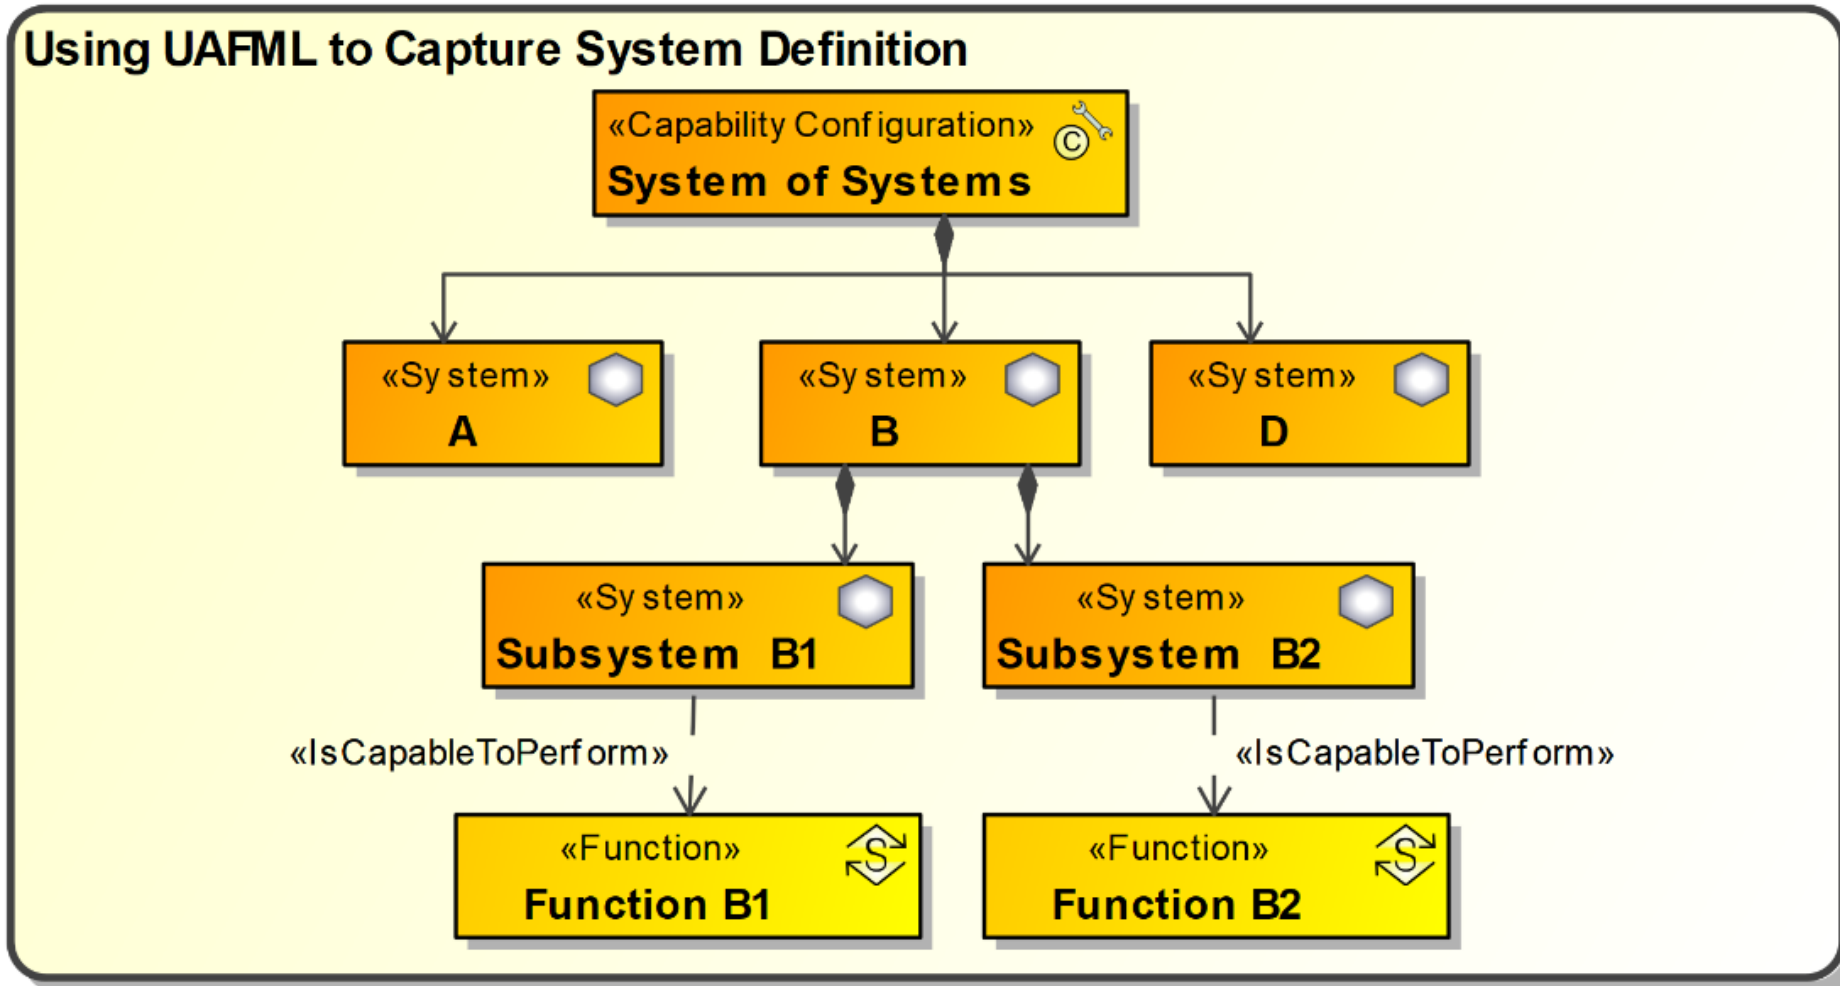 Using UAFML to Capture System Definition
«Capability Configuration»
C
System of Systems
«System»
A
«System»
B
«System»
D
«System»
Subsystem B1
«System»
Subsystem B2
«IsCapableToPerform»
«IsCapableToPerform»
«Function»
S
Function B1
«Function»
S
Function B2